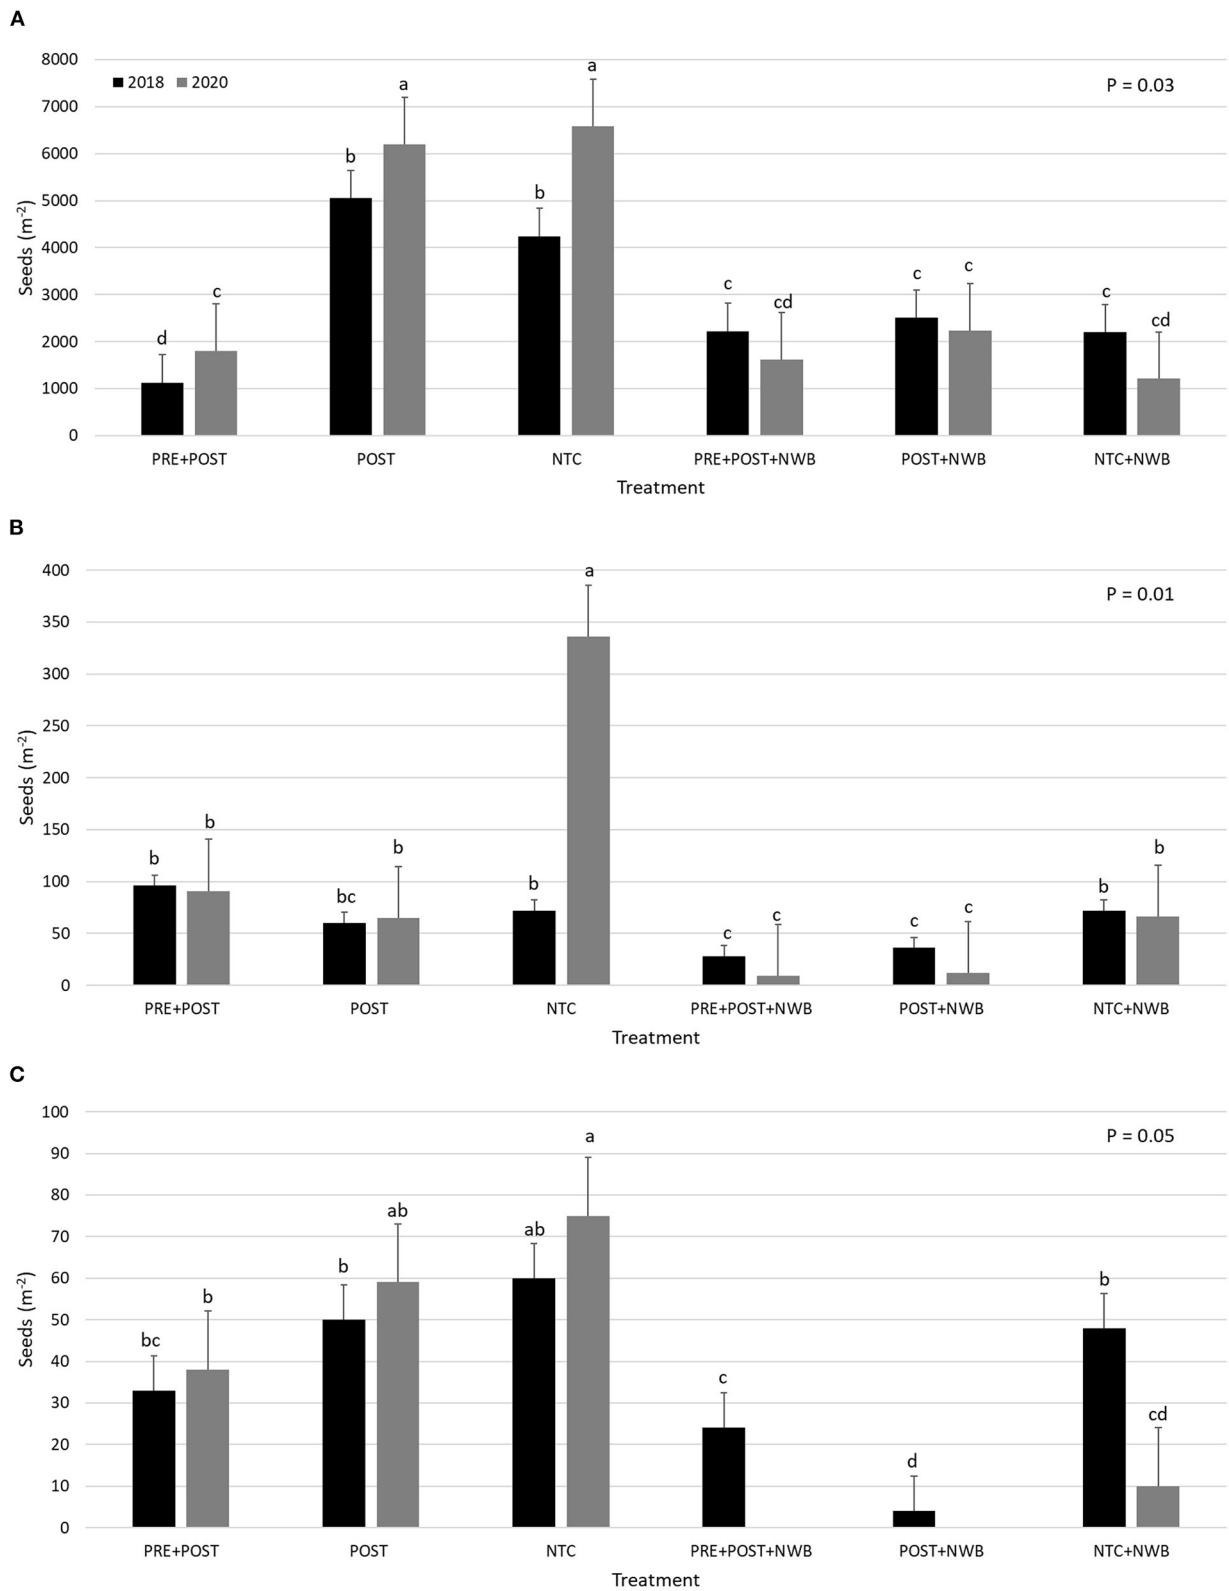 A
8000
a
a
2018 2020
P = 0.03
7000
b
6000
b
5000
4000
c
c
c
c
3000
c
cd
cd
d
2000
1000
0
Seeds (m⁻²)
PRE+POST POST NTC PRE+POST+NWB POST+NWB NTC+NWB
Treatment
B
400
a
P = 0.01
350
300
250
200
150
b
b
b
b
b
b
100
bc
c
c
c
c
50
0
Seeds (m⁻²)
PRE+POST POST NTC PRE+POST+NWB POST+NWB NTC+NWB
Treatment
C
100
a
P = 0.05
90
80
ab
70
ab
60
b
b
b
50
bc
40
c
30
cd
20
d
10
0
Seeds (m⁻²)
PRE+POST POST NTC PRE+POST+NWB POST+NWB NTC+NWB
Treatment